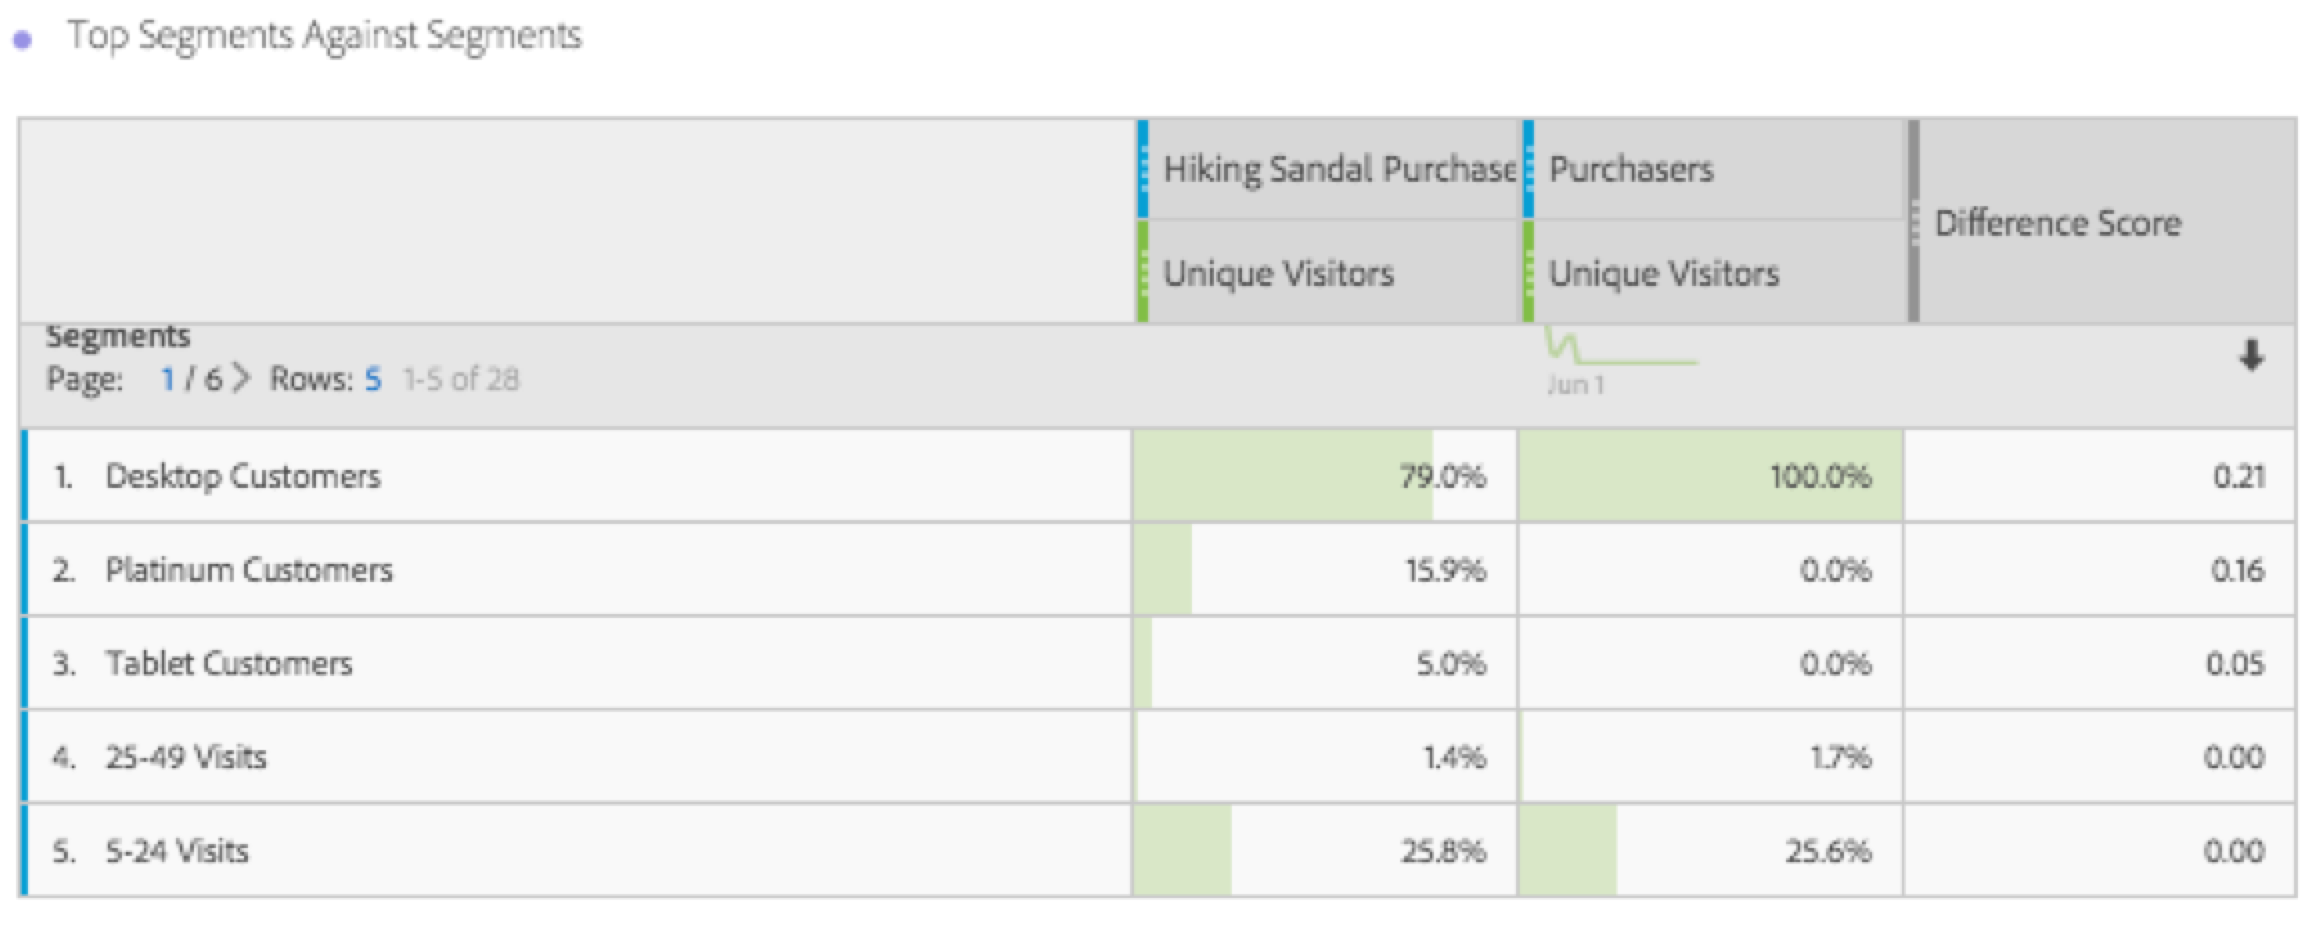 Top Segments Against Segments
Hiking Sandal Purchase Purchasers Difference Score
Unique Visitors Unique Visitors
Segments
Page: 1 / 6 > Rows: 5 1-5 of 28 Jun 1
1. Desktop Customers 79.0% 100.0% 0.21
2. Platinum Customers 15.9% 0.0% 0.16
3. Tablet Customers 5.0% 0.0% 0.05
4. 25-49 Visits 1.4% 1.7% 0.00
5. 5-24 Visits 25.8% 25.6% 0.00